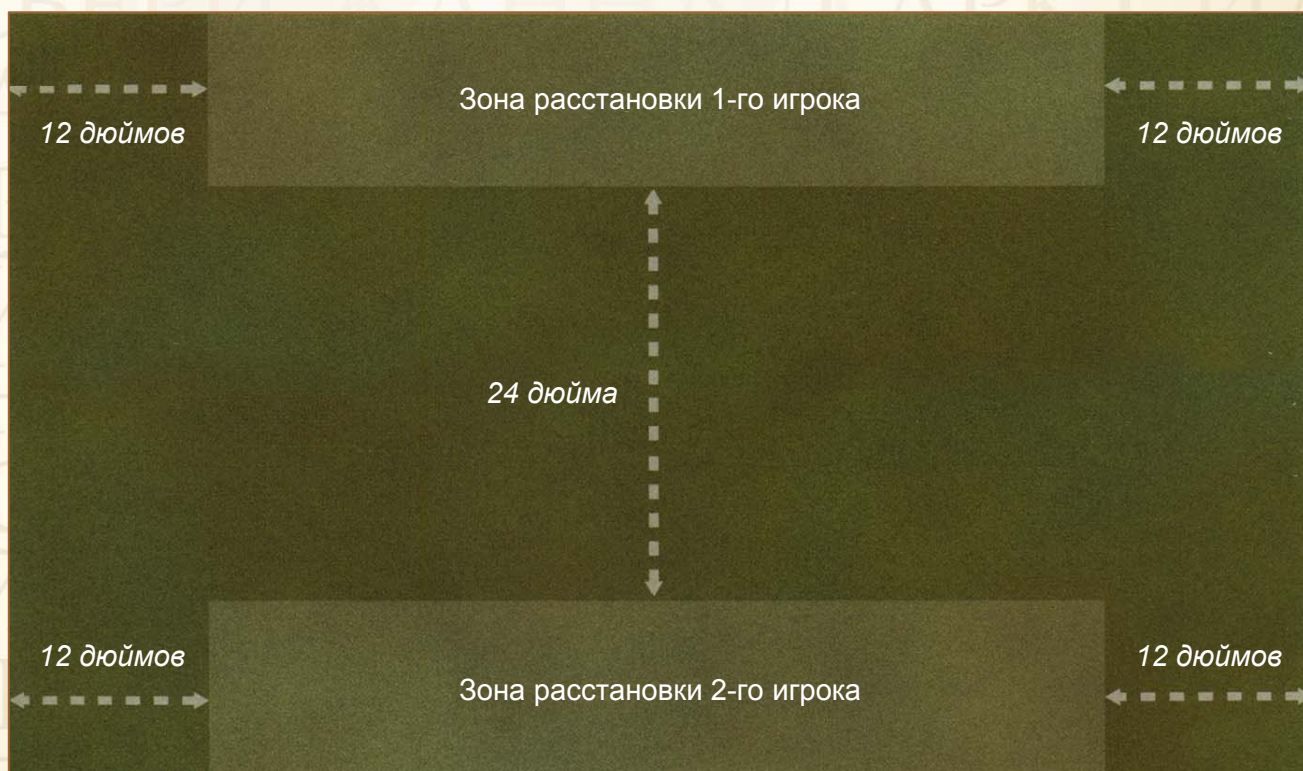 Зона расстановки 1-го игрока
12 дюймов
12 дюймов
24 дюйма
12 дюймов
12 дюймов
Зона расстановки 2-го игрока